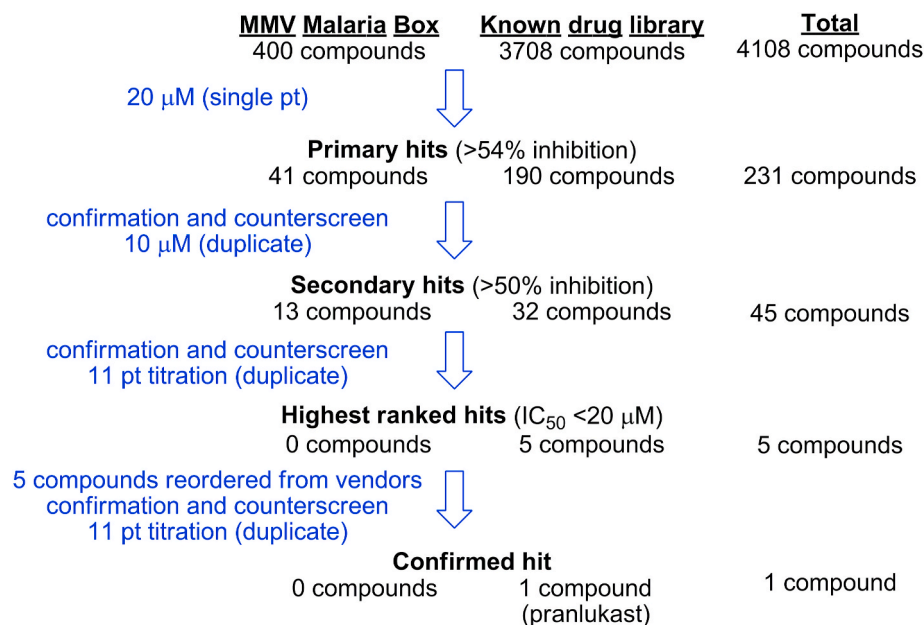 MMV Malaria Box Known drug library Total
400 compounds 3708 compounds 4108 compounds
20 μM (single pt)
Primary hits (>54% inhibition)
41 compounds 190 compounds 231 compounds
confirmation and counterscreen
10 μM (duplicate)
Secondary hits (>50% inhibition)
13 compounds 32 compounds 45 compounds
confirmation and counterscreen
11 pt titration (duplicate)
Highest ranked hits (IC50 <20 μM)
0 compounds 5 compounds 5 compounds
5 compounds reordered from vendors
confirmation and counterscreen
11 pt titration (duplicate)
Confirmed hit
0 compounds 1 compound 1 compound
(pranlukast)